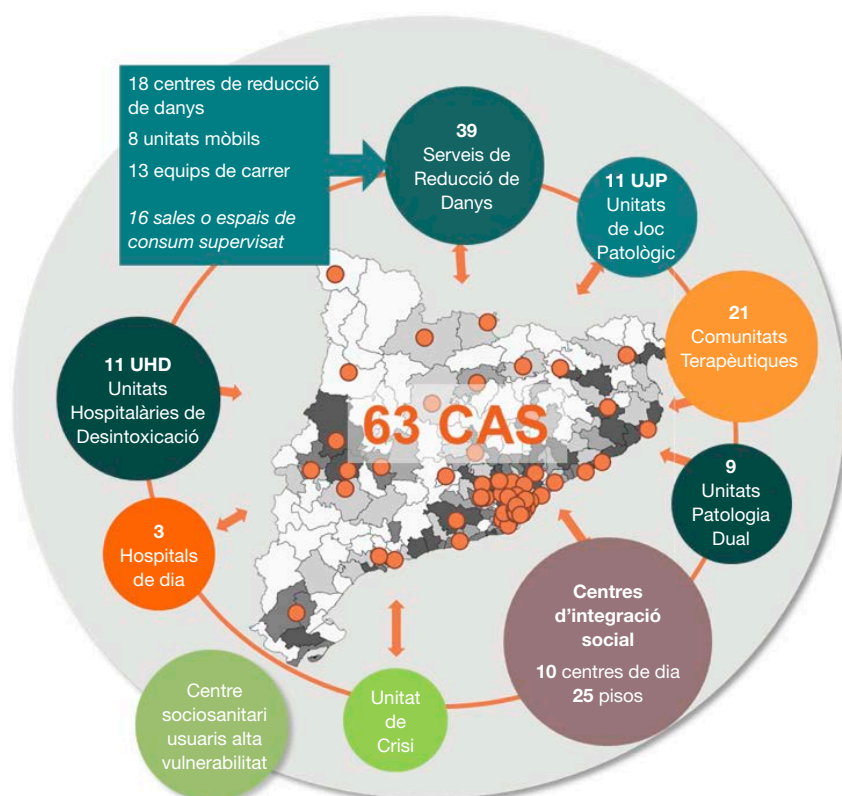 18 centres de reducció
de danys
8 unitats mòbils
13 equips de carrer
16 sales o espais de
consum supervisat
39
Serveis de
Reducció de
Danys
11 UJP
Unitats
de Joc
Patològic
21
Comunitats
Terapèutiques
11 UHD
Unitats
Hospitalàries de
Desintoxicació
63 CAS
9
Unitats
Patologia
Dual
3
Hospitals
de dia
Centres
d’integració
social
10 centres de dia
25 pisos
Centre
sociosanitari
usuaris alta
vulnerabilitat
Unitat
de
Crisi